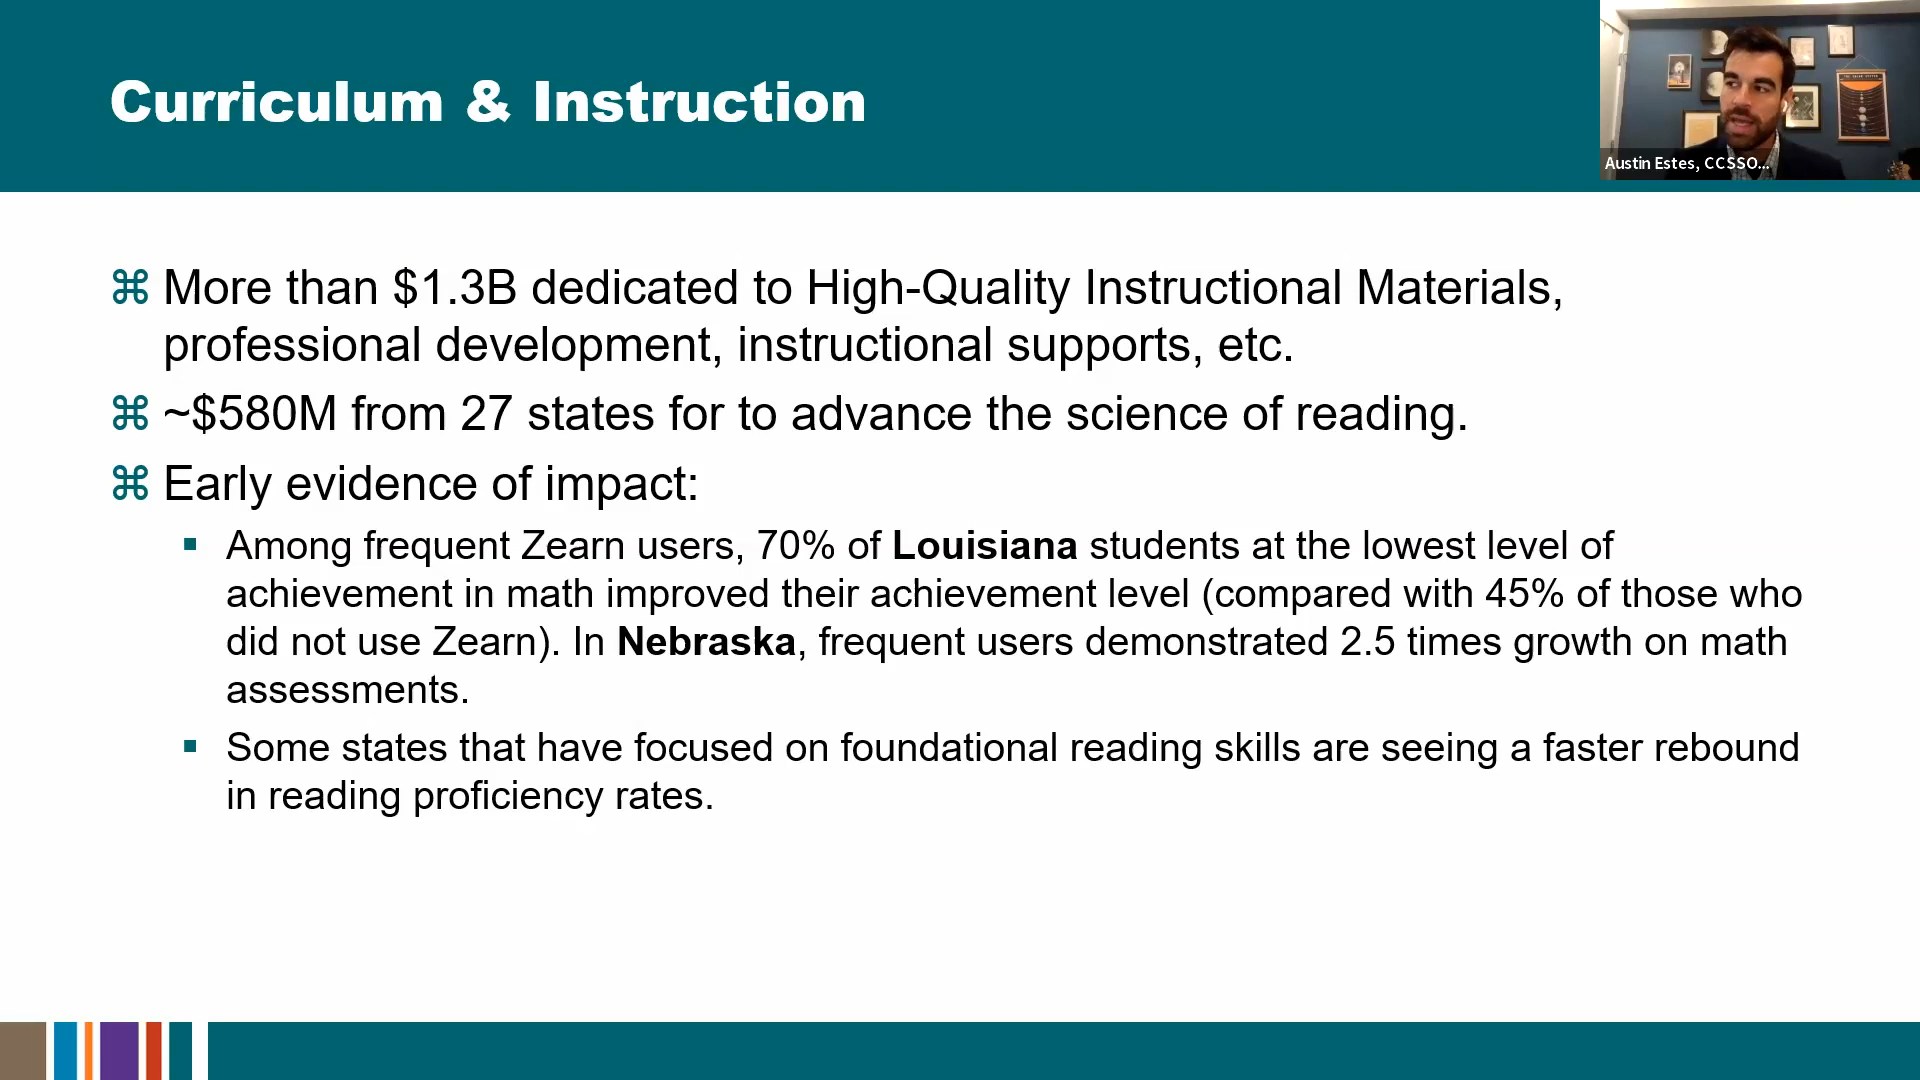 Curriculum & Instruction
Austin Estes, CCSSO...
⌘ More than $1.3B dedicated to High-Quality Instructional Materials,
professional development, instructional supports, etc.
⌘ ~$580M from 27 states for to advance the science of reading.
⌘ Early evidence of impact:
▪ Among frequent Zearn users, 70% of Louisiana students at the lowest level of
achievement in math improved their achievement level (compared with 45% of those who
did not use Zearn). In Nebraska, frequent users demonstrated 2.5 times growth on math
assessments.
▪ Some states that have focused on foundational reading skills are seeing a faster rebound
in reading proficiency rates.